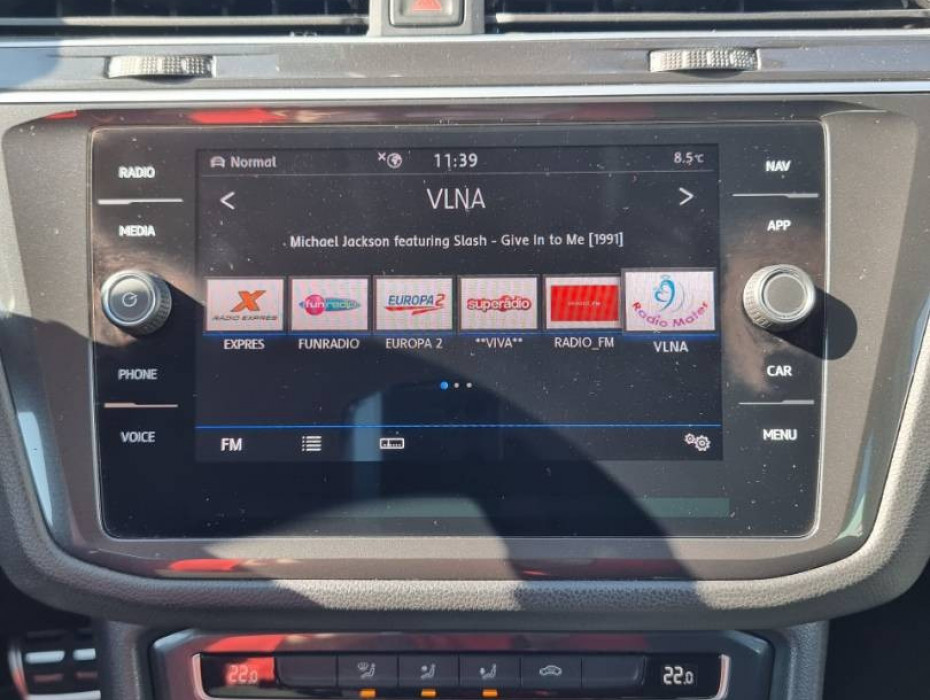 RADIO
NAV
MEDIA
APP
PHONE
CAR
VOICE
MENU
Normal 11:39 8.5°C
< VLNA >
Michael Jackson featuring Slash - Give In to Me [1991]
X
RADIO EXPRES
funradio
EUROPA 2
superádio
Radio Mater
EXPRES FUNRADIO EUROPA 2 **VIVA** RADIO_FM VLNA
FM
22.0 22.0